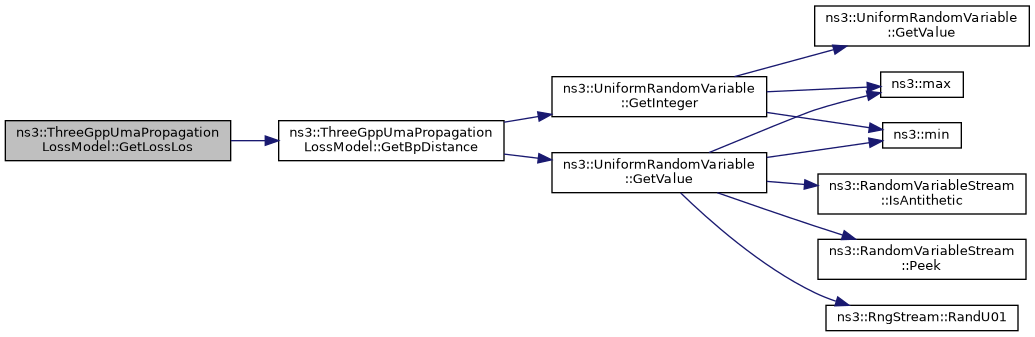 ns3::ThreeGppUmaPropagation
LossModel::GetLossLos
ns3::ThreeGppUmaPropagation
LossModel::GetBpDistance
ns3::UniformRandomVariable
::GetInteger
ns3::UniformRandomVariable
::GetValue
ns3::UniformRandomVariable
::GetValue
ns3::max
ns3::min
ns3::RandomVariableStream
::IsAntithetic
ns3::RandomVariableStream
::Peek
ns3::RngStream::RandU01